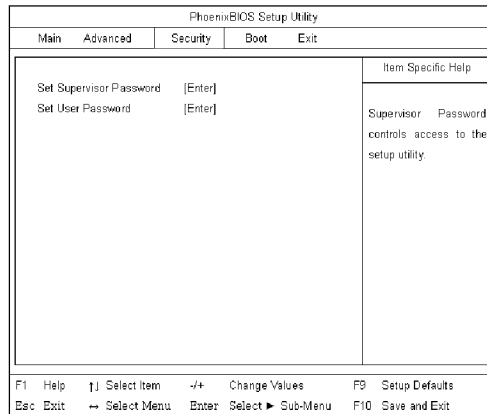 PhoenixBIOS Setup Utility
Main Advanced Security Boot Exit
Item Specific Help
Set Supervisor Password [Enter]
Set User Password [Enter]
Supervisor Password
controls access to the
setup utility.
F1 Help ↑↓ Select Item -/+ Change Values F9 Setup Defaults
Esc Exit ↔ Select Menu Enter Select ► Sub-Menu F10 Save and Exit